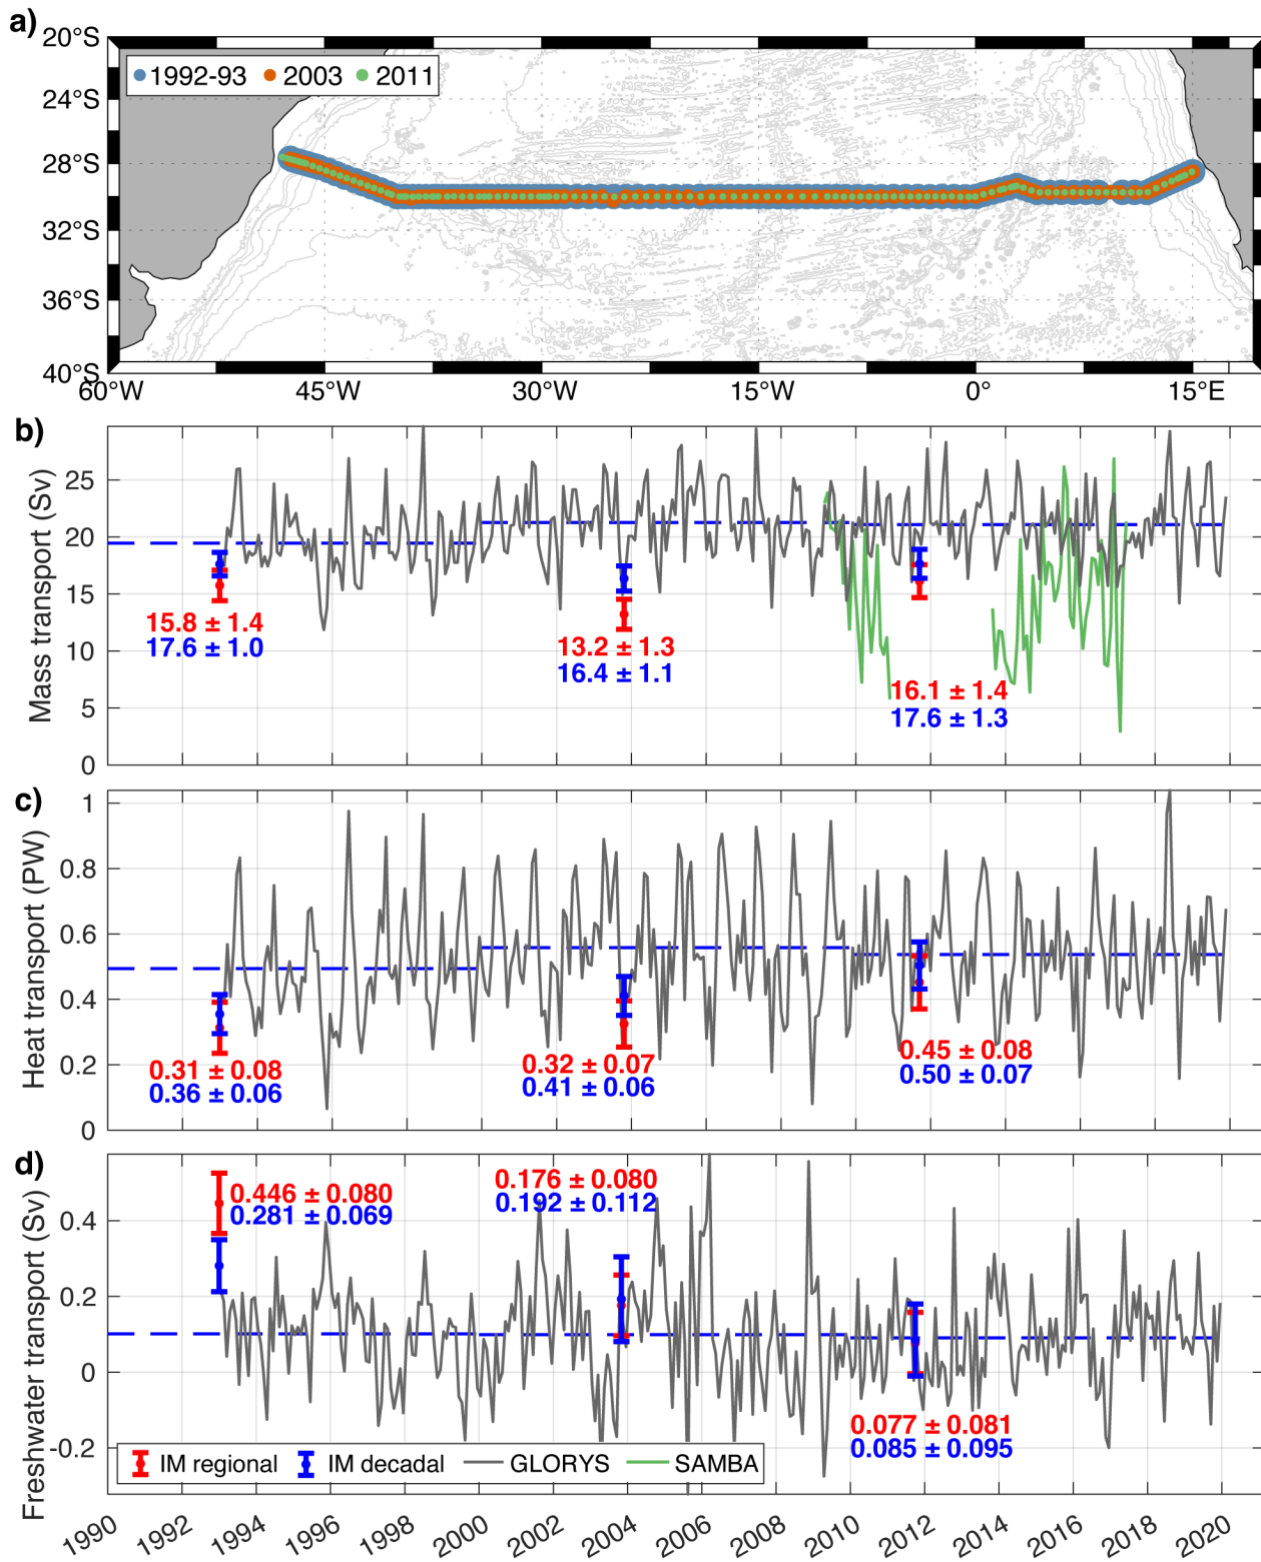 a)
20°S
24°S
28°S
32°S
36°S
40°S
1992-93 2003 2011
60°W 45°W 30°W 15°W 0° 15°E
b)
Mass transport (Sv)
25
20
15
10
5
0
15.8 ± 1.4
17.6 ± 1.0
13.2 ± 1.3
16.4 ± 1.1
16.1 ± 1.4
17.6 ± 1.3
c)
Heat transport (PW)
1
0.8
0.6
0.4
0.2
0
0.31 ± 0.08
0.36 ± 0.06
0.32 ± 0.07
0.41 ± 0.06
0.45 ± 0.08
0.50 ± 0.07
d)
Freshwater transport (Sv)
0.4
0.2
0
-0.2
0.446 ± 0.080
0.281 ± 0.069
0.176 ± 0.080
0.192 ± 0.112
0.077 ± 0.081
0.085 ± 0.095
IM regional IM decadal GLORYS SAMBA
1990 1992 1994 1996 1998 2000 2002 2004 2006 2008 2010 2012 2014 2016 2018 2020